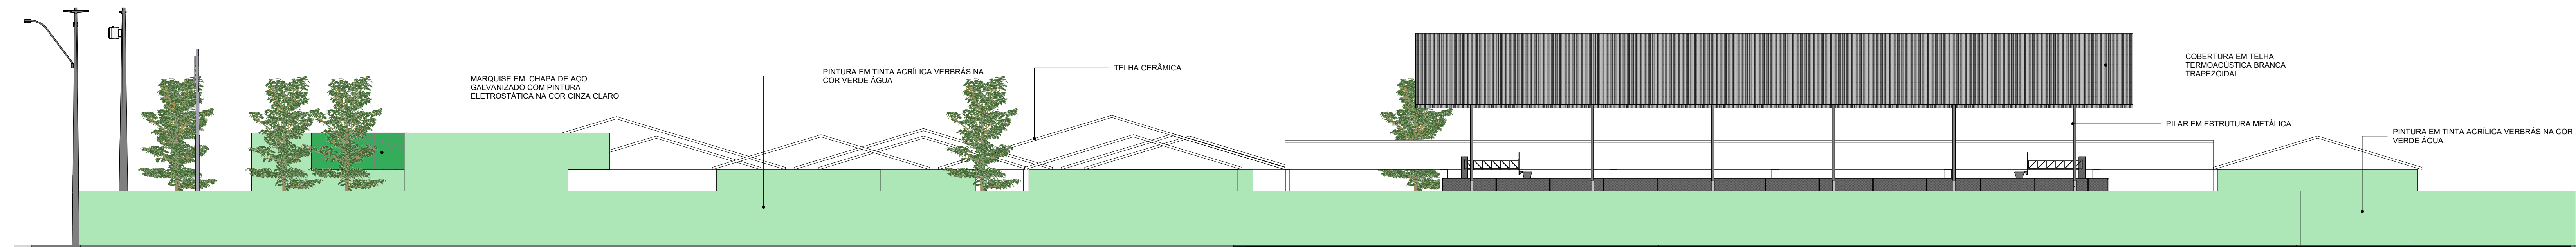 MARQUISE EM CHAPA DE AÇO
GALVANIZADO COM PINTURA
ELETROSTÁTICA NA COR CINZA CLARO
PINTURA EM TINTA ACRÍLICA VERBRÁS NA
COR VERDE ÁGUA
TELHA CERÂMICA
COBERTURA EM TELHA
TERMOACÚSTICA BRANCA
TRAPEZOIDAL
PILAR EM ESTRUTURA METÁLICA
PINTURA EM TINTA ACRÍLICA VERBRÁS NA COR
VERDE ÁGUA